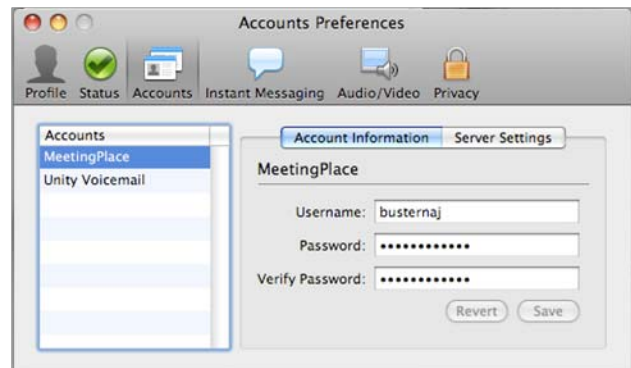 Accounts Preferences
Profile Status Accounts Instant Messaging Audio/Video Privacy
Accounts
MeetingPlace
Unity Voicemail
Account Information Server Settings
MeetingPlace
Username: busternaj
Password: ••••••••••••
Verify Password: ••••••••••••
Revert Save